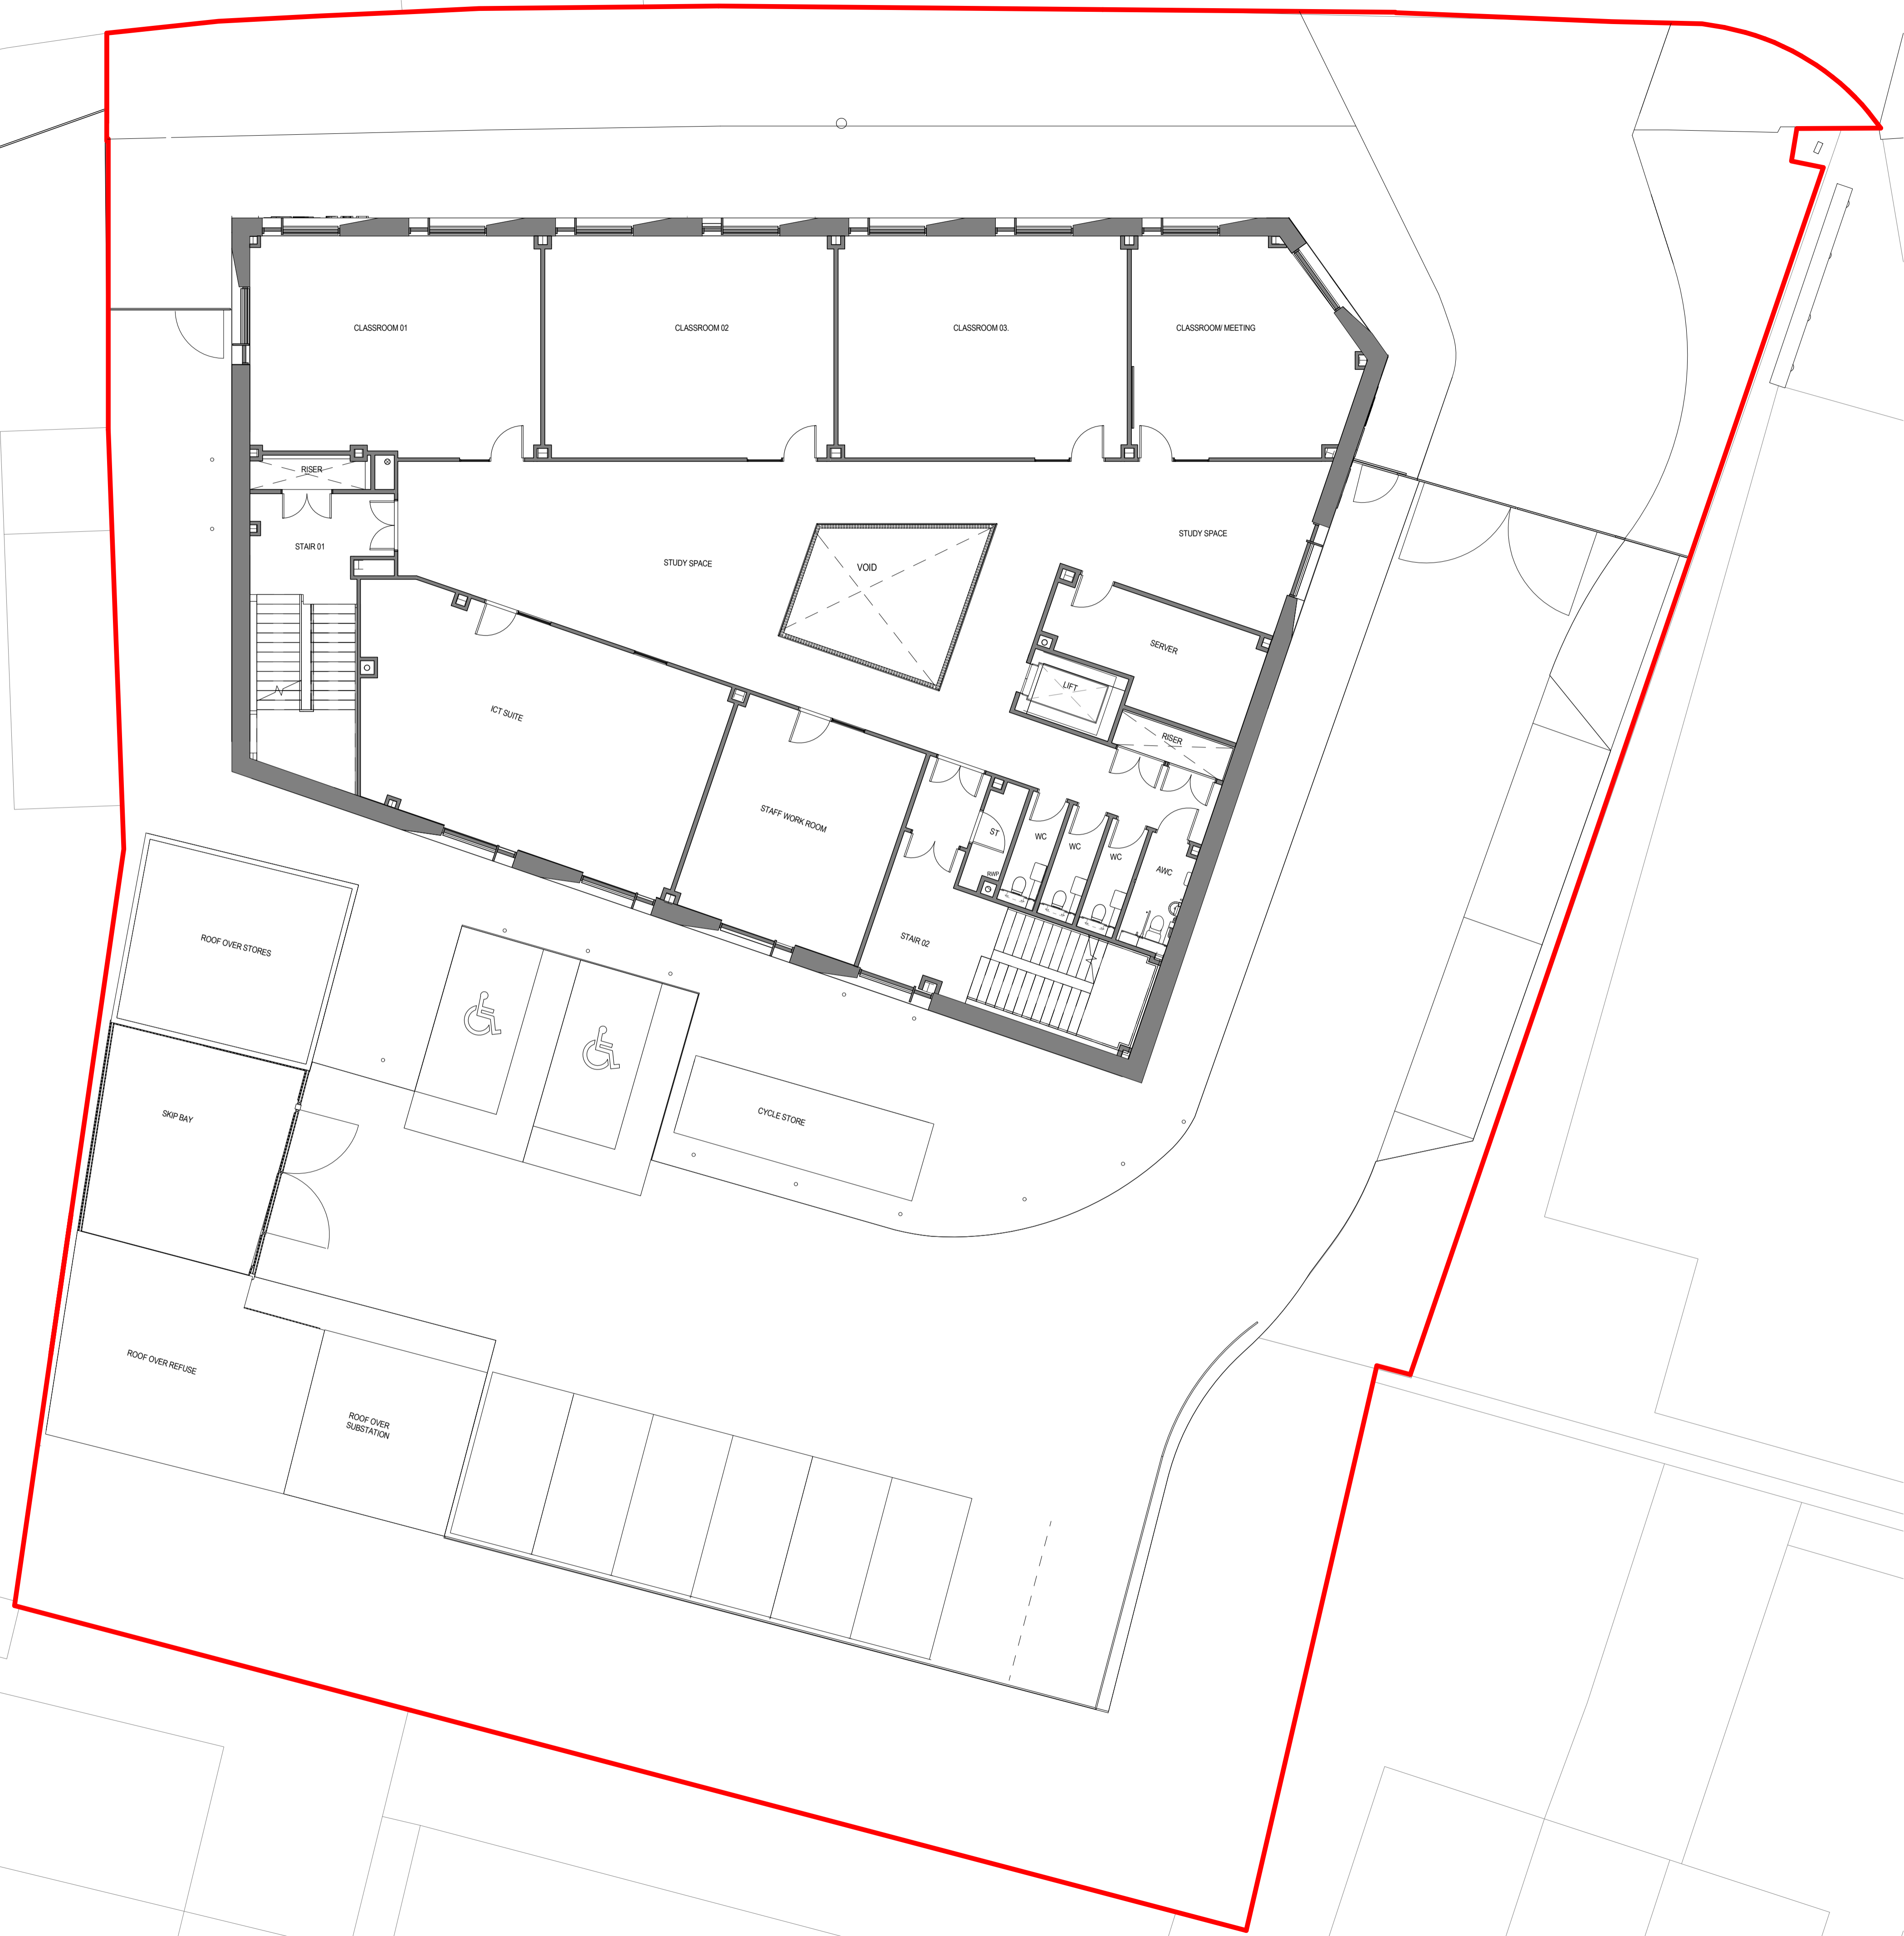 CLASSROOM 01
CLASSROOM 02
CLASSROOM 03.
CLASSROOM/ MEETING
RISER
STAIR 01
STUDY SPACE
VOID
STUDY SPACE
SERVER
LIFT
ICT SUITE
RISER
STAFF WORK ROOM
ST
WC
WC
WC
AWC
RWP
STAIR 02
ROOF OVER STORES
SKIP BAY
CYCLE STORE
ROOF OVER REFUSE
ROOF OVER
SUBSTATION